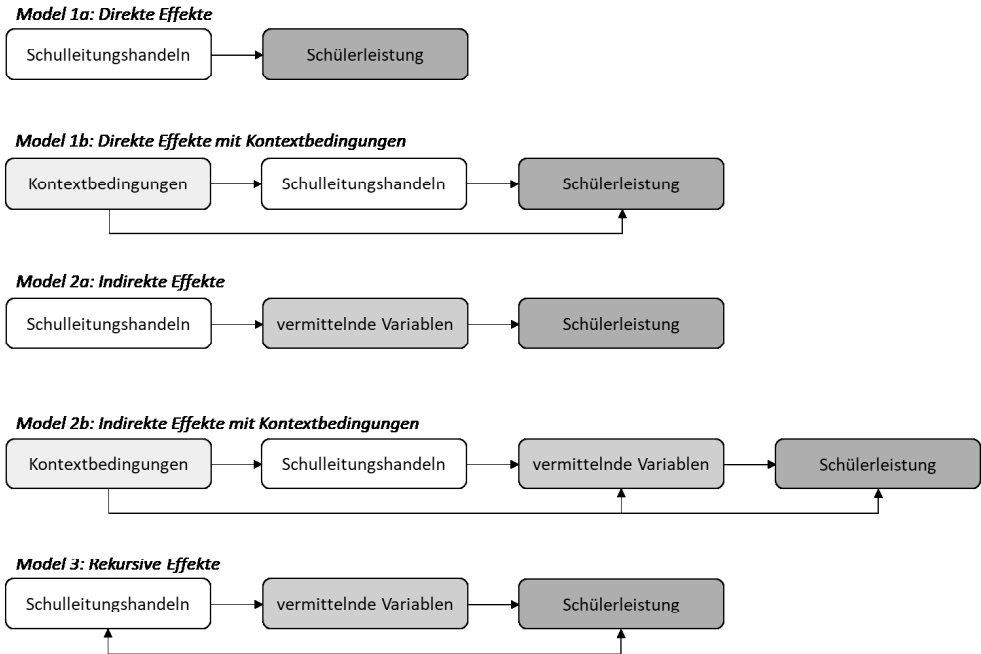 Model 1a: Direkte Effekte
Schulleitungshandeln
Schülerleistung
Model 1b: Direkte Effekte mit Kontextbedingungen
Kontextbedingungen
Schulleitungshandeln
Schülerleistung
Model 2a: Indirekte Effekte
Schulleitungshandeln
vermittelnde Variablen
Schülerleistung
Model 2b: Indirekte Effekte mit Kontextbedingungen
Kontextbedingungen
Schulleitungshandeln
vermittelnde Variablen
Schülerleistung
Model 3: Rekursive Effekte
Schulleitungshandeln
vermittelnde Variablen
Schülerleistung